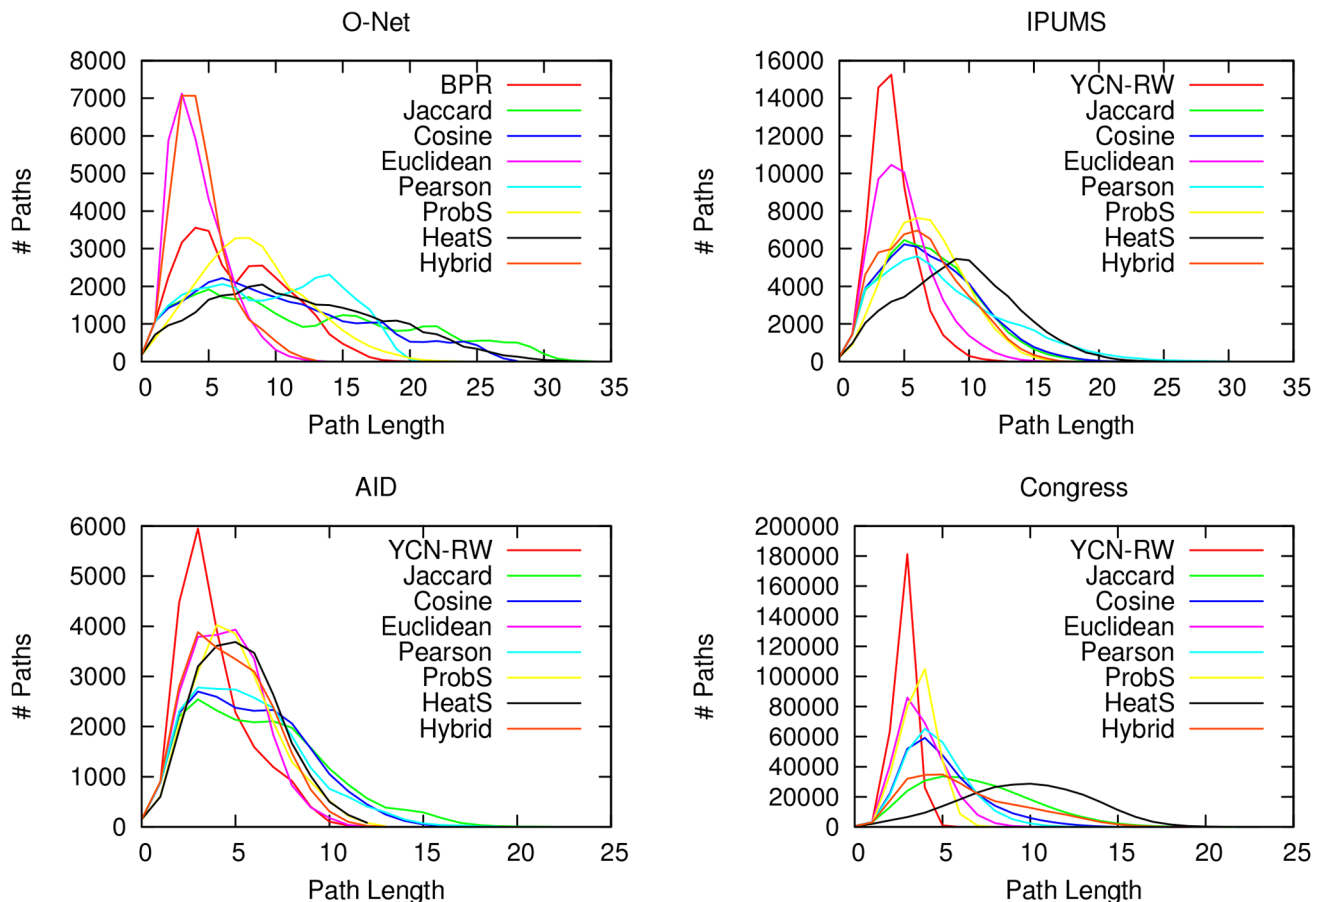 O-Net
8000
7000
6000
5000
4000
3000
2000
1000
0
# Paths
BPR
Jaccard
Cosine
Euclidean
Pearson
ProbS
HeatS
Hybrid
0 5 10 15 20 25 30 35
Path Length
IPUMS
16000
14000
12000
10000
8000
6000
4000
2000
0
# Paths
YCN-RW
Jaccard
Cosine
Euclidean
Pearson
ProbS
HeatS
Hybrid
0 5 10 15 20 25 30 35
Path Length
AID
6000
5000
4000
3000
2000
1000
0
# Paths
YCN-RW
Jaccard
Cosine
Euclidean
Pearson
ProbS
HeatS
Hybrid
0 5 10 15 20 25
Path Length
Congress
200000
180000
160000
140000
120000
100000
80000
60000
40000
20000
0
# Paths
YCN-RW
Jaccard
Cosine
Euclidean
Pearson
ProbS
HeatS
Hybrid
0 5 10 15 20 25
Path Length